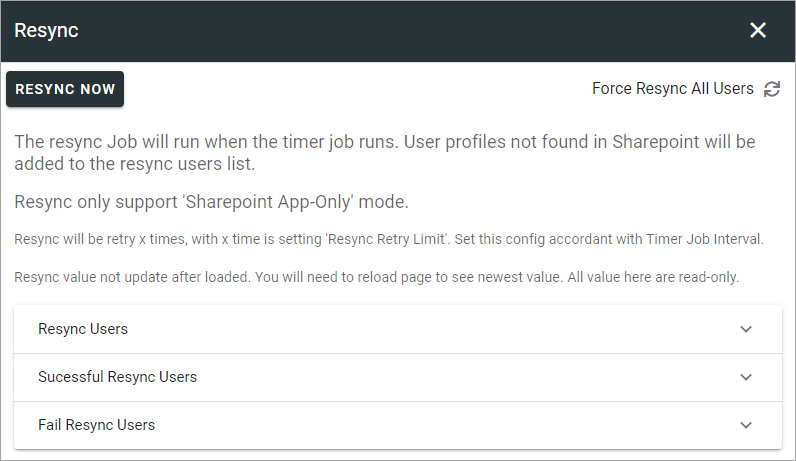 Resync
RESYNC NOW
Force Resync All Users
The resync Job will run when the timer job runs. User profiles not found in Sharepoint will be
added to the resync users list.
Resync only support 'Sharepoint App-Only' mode.
Resync will be retry x times, with x time is setting 'Resync Retry Limit'. Set this config accordant with Timer Job Interval.
Resync value not update after loaded. You will need to reload page to see newest value. All value here are read-only.
Resync Users
Sucessful Resync Users
Fail Resync Users